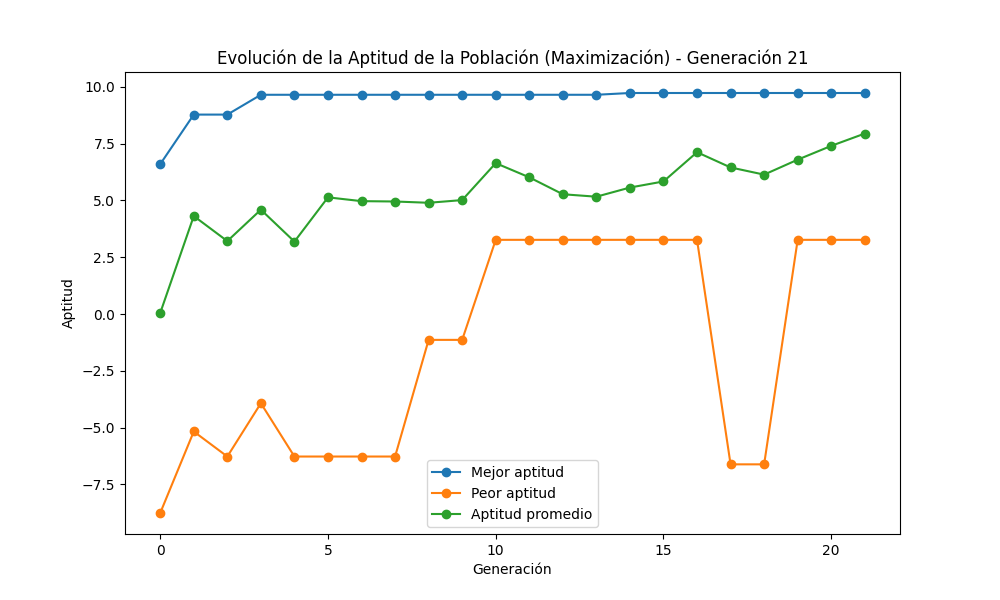 Evolución de la Aptitud de la Población (Maximización) - Generación 21
Aptitud
10.0
7.5
5.0
2.5
0.0
−2.5
−5.0
−7.5
Mejor aptitud
Peor aptitud
Aptitud promedio
0 5 10 15 20
Generación